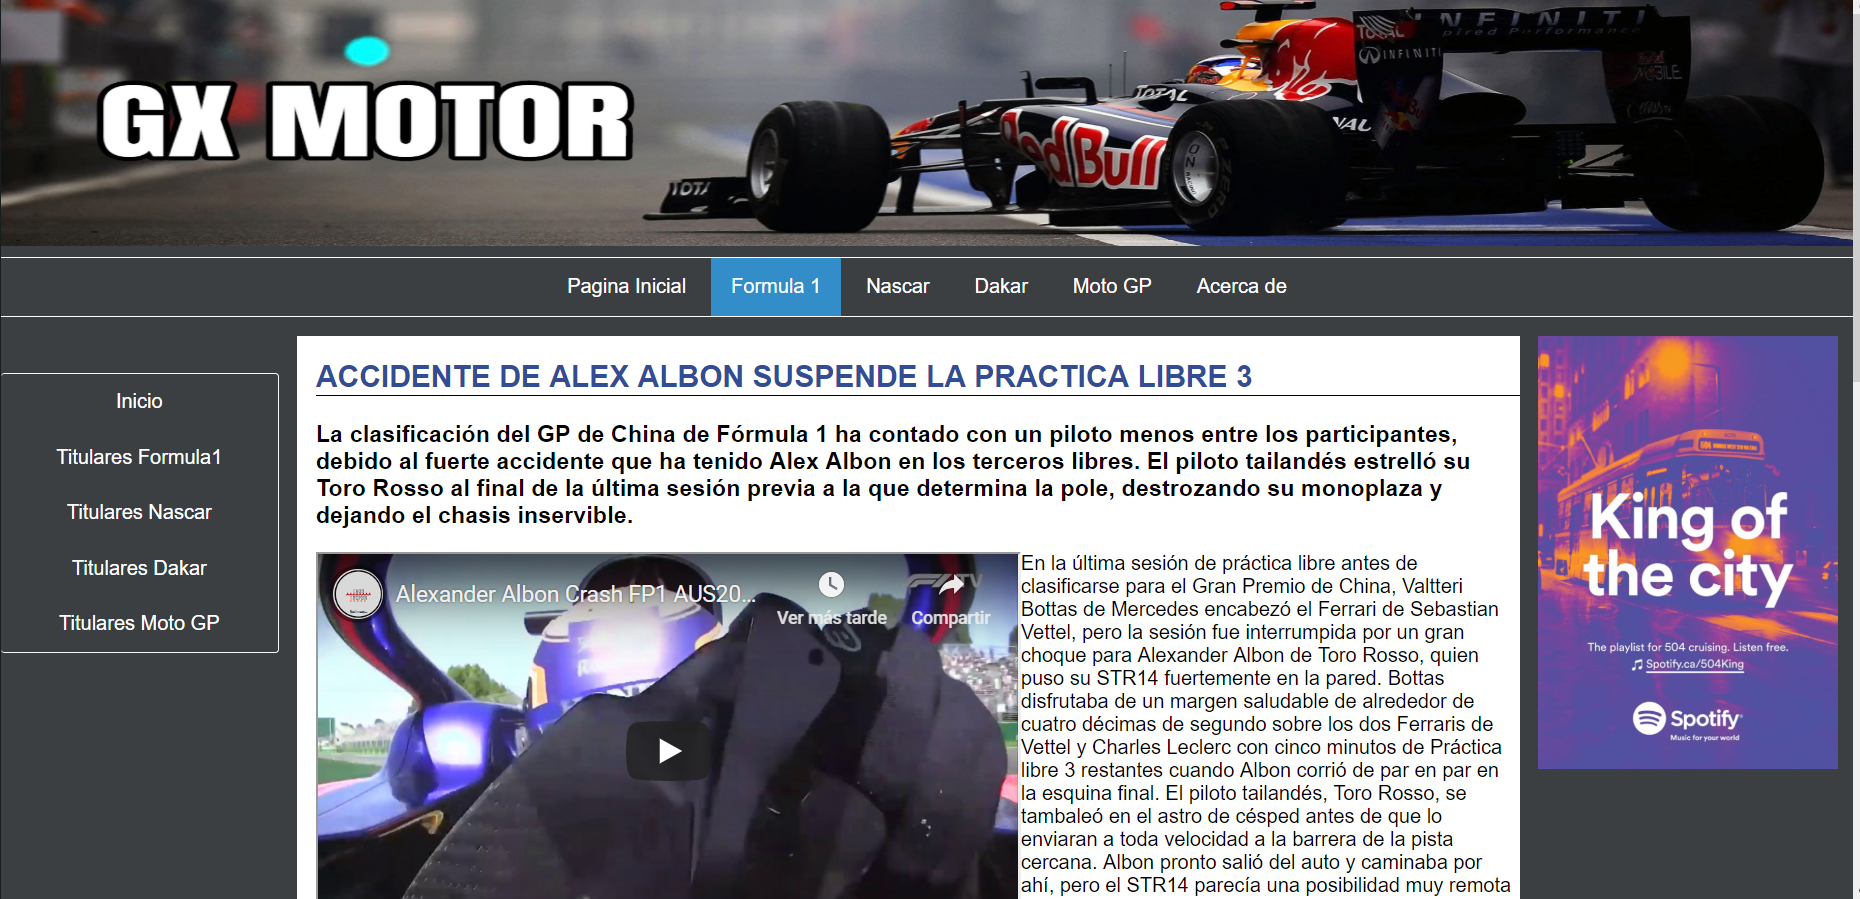 GX MOTOR
INFINITI
TOTAL
INFINITI
TOTAL
Red Bull
TOTA
Pagina Inicial
Formula 1
Nascar
Dakar
Moto GP
Acerca de
Inicio
Titulares Formula1
Titulares Nascar
Titulares Dakar
Titulares Moto GP
ACCIDENTE DE ALEX ALBON SUSPENDE LA PRACTICA LIBRE 3
La clasificación del GP de China de Fórmula 1 ha contado con un piloto menos entre los participantes,
debido al fuerte accidente que ha tenido Alex Albon en los terceros libres. El piloto tailandés estrelló su
Toro Rosso al final de la última sesión previa a la que determina la pole, destrozando su monoplaza y
dejando el chasis inservible.
Alexander Albon Crash FP1 AUS20...
Ver más tarde
Compartir
En la última sesión de práctica libre antes de
clasificarse para el Gran Premio de China, Valtteri
Bottas de Mercedes encabezó el Ferrari de Sebastian
Vettel, pero la sesión fue interrumpida por un gran
choque para Alexander Albon de Toro Rosso, quien
puso su STR14 fuertemente en la pared. Bottas
disfrutaba de un margen saludable de alrededor de
cuatro décimas de segundo sobre los dos Ferraris de
Vettel y Charles Leclerc con cinco minutos de Práctica
libre 3 restantes cuando Albon corrió de par en par en
la esquina final. El piloto tailandés, Toro Rosso, se
tambaleó en el astro de césped antes de que lo
enviaran a toda velocidad a la barrera de la pista
cercana. Albon pronto salió del auto y caminaba por
ahí, pero el STR14 parecía una posibilidad muy remota
King of
the city
The playlist for 504 cruising. Listen free.
Spotify.ca/504King
Spotify
Music for your world